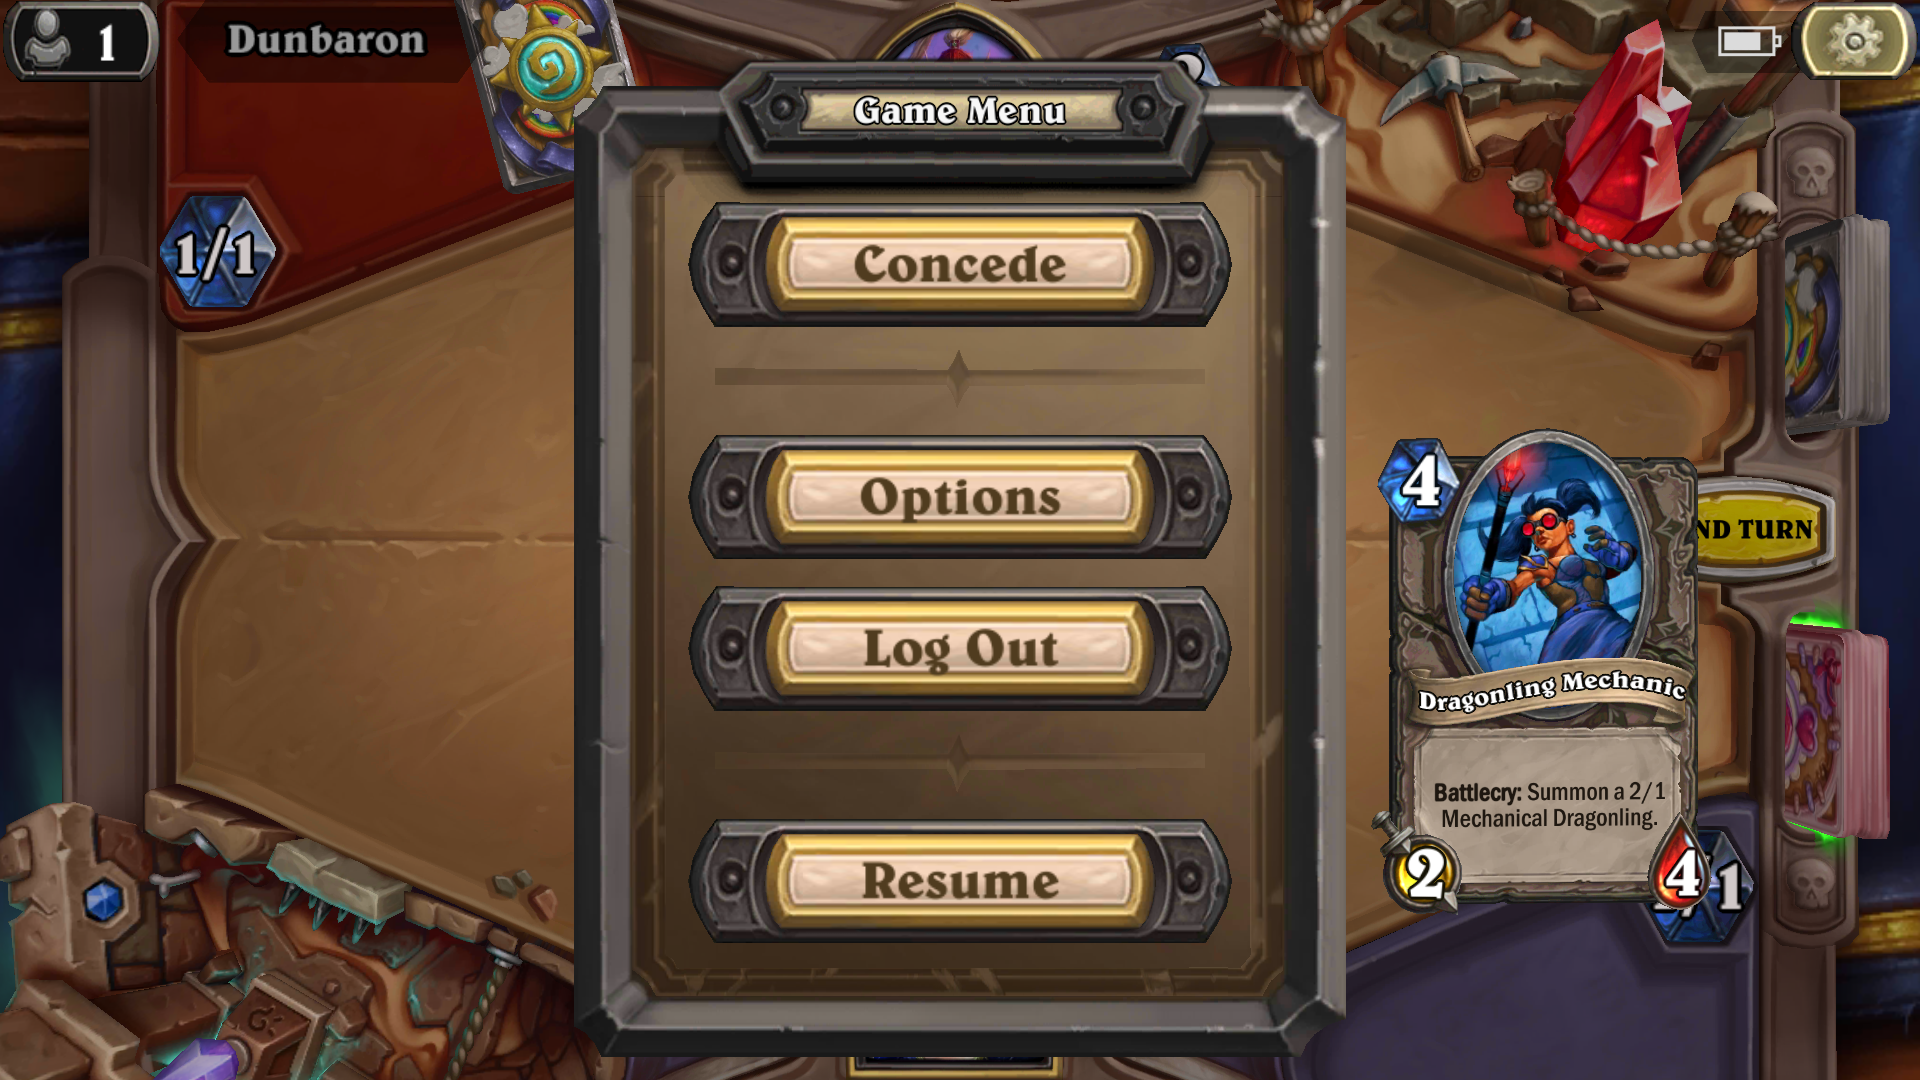 1
Dunbaron
1/1
Game Menu
Concede
Options
Log Out
Resume
4
ND TURN
Dragonling Mechanic
Battlecry: Summon a 2/1
Mechanical Dragonling.
2
4
/1